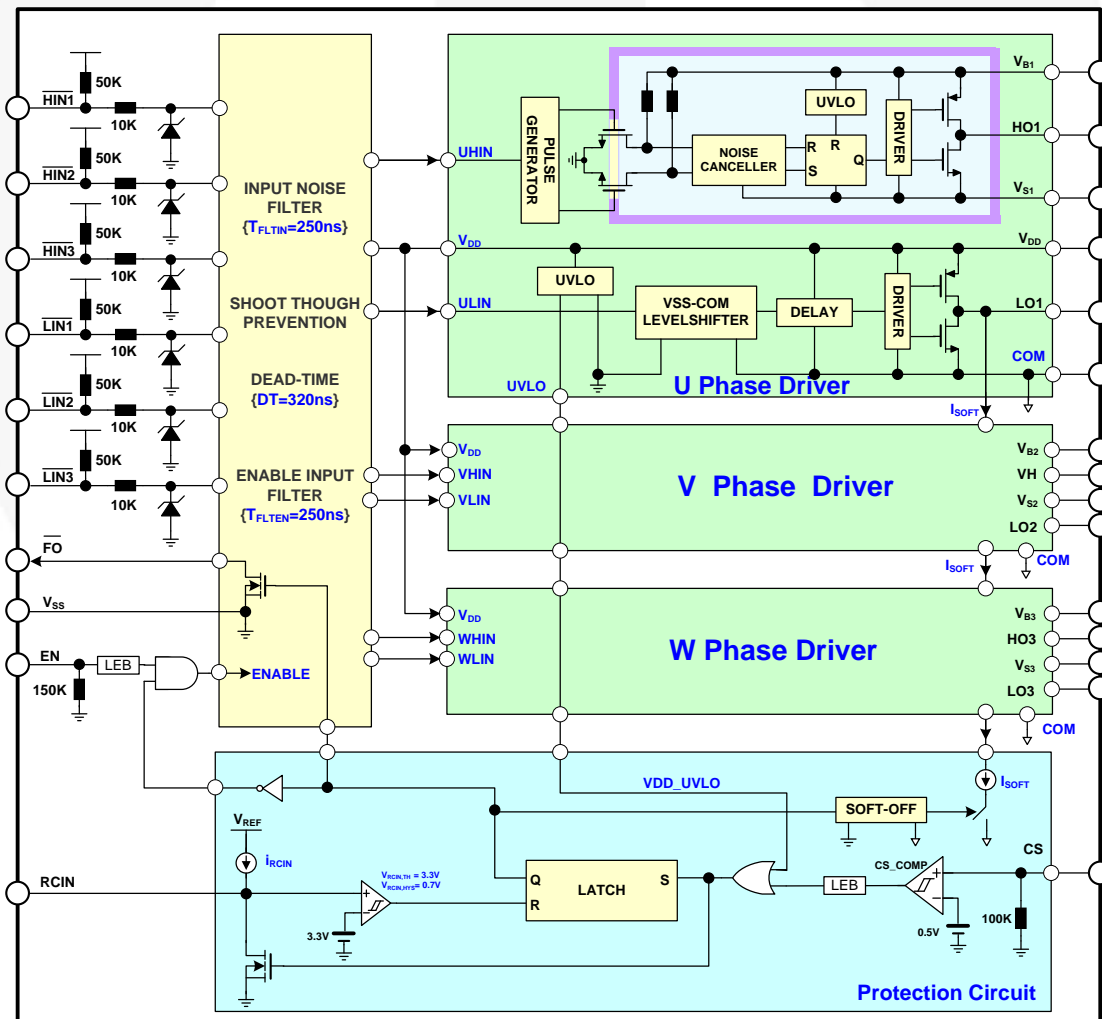 50K
HIN1
10K
50K
HIN2
10K
50K
HIN3
10K
50K
LIN1
10K
50K
LIN2
10K
50K
LIN3
10K
FO
VSS
EN
LEB
150K
ENABLE
INPUT NOISE
FILTER
{TFLTIN=250ns}
SHOOT THOUGH
PREVENTION
DEAD-TIME
{DT=320ns}
ENABLE INPUT
FILTER
{TFLTEN=250ns}
UHIN
PULSE
GENERATOR
NOISE
CANCELLER
UVLO
R
R
S
Q
DRIVER
VB1
HO1
VS1
VDD
VDD
UVLO
ULIN
VSS-COM
LEVELSHIFTER
DELAY
DRIVER
LO1
COM
UVLO
U Phase Driver
ISOFT
VDD
VHIN
VLIN
V Phase Driver
VB2
VH
VS2
LO2
ISOFT
COM
VDD
WHIN
WLIN
W Phase Driver
VB3
HO3
VS3
LO3
COM
VDD_UVLO
ISOFT
SOFT-OFF
VREF
iRCIN
RCIN
VRCIN,TH = 3.3V
VRCIN,HYS= 0.7V
+
-
3.3V
Q
R
LATCH
S
LEB
CS_COMP
+
-
CS
0.5V
100K
Protection Circuit